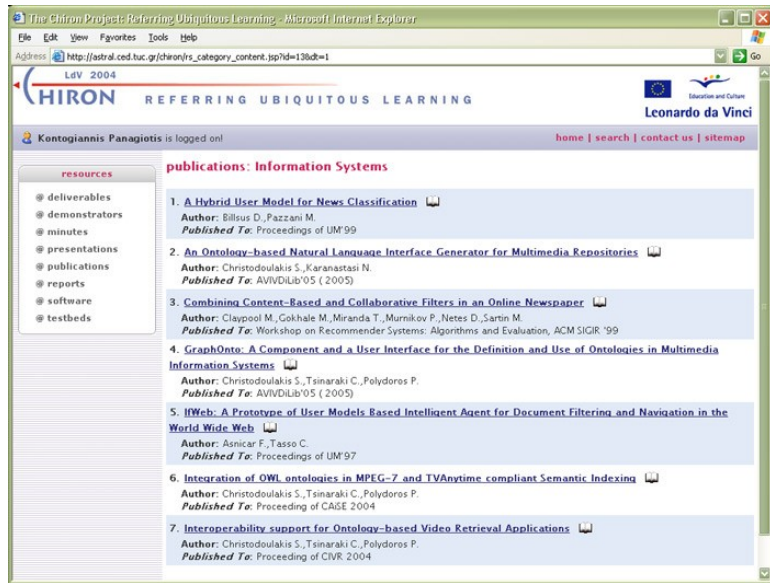 The Chiron Project: Referring Ubiquitous Learning - Microsoft Internet Explorer
File Edit View Favorites Tools Help
Address http://astral.ced.tuc.gr/chiron/rs_category_content.jsp?id=13&dt=1 Go
LdV 2004
CHIRON REFERRING UBIQUITOUS LEARNING
Education and Culture
Leonardo da Vinci
Kontogiannis Panagiotis is logged on!
home | search | contact us | sitemap
resources
deliverables
demonstrators
minutes
presentations
publications
reports
software
testbeds
publications: Information Systems
1. A Hybrid User Model for News Classification
Author: Billsus D.,Pazzani M.
Published To: Proceedings of UM'99
2. An Ontology-based Natural Language Interface Generator for Multimedia Repositories
Author: Christodoulakis S.,Karanastasi N.
Published To: AVIVDiLib'05 ( 2005)
3. Combining Content-Based and Collaborative Filters in an Online Newspaper
Author: Claypool M.,Gokhale M.,Miranda T.,Murnikov P.,Netes D.,Sartin M.
Published To: Workshop on Recommender Systems: Algorithms and Evaluation, ACM SIGIR '99
4. GraphOnto: A Component and a User Interface for the Definition and Use of Ontologies in Multimedia
Information Systems
Author: Christodoulakis S.,Tsinaraki C.,Polydoros P.
Published To: AVIVDiLib'05 ( 2005)
5. IfWeb: A Prototype of User Models Based Intelligent Agent for Document Filtering and Navigation in the
World Wide Web
Author: Asnicar F.,Tasso C.
Published To: Proceedings of UM'97
6. Integration of OWL ontologies in MPEG-7 and TVAnytime compliant Semantic Indexing
Author: Christodoulakis S.,Tsinaraki C.,Polydoros P.
Published To: Proceeding of CAiSE 2004
7. Interoperability support for Ontology-based Video Retrieval Applications
Author: Christodoulakis S.,Tsinaraki C.,Polydoros P.
Published To: Proceeding of CIVR 2004